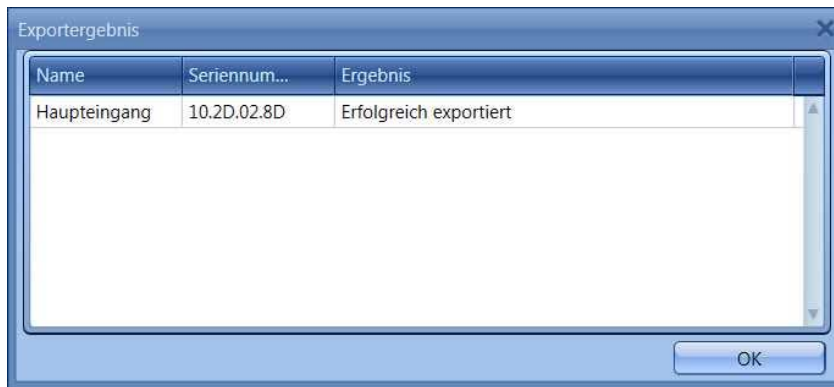 Exportergebnis
Name Seriennum... Ergebnis
Haupteingang 10.2D.02.8D Erfolgreich exportiert
OK